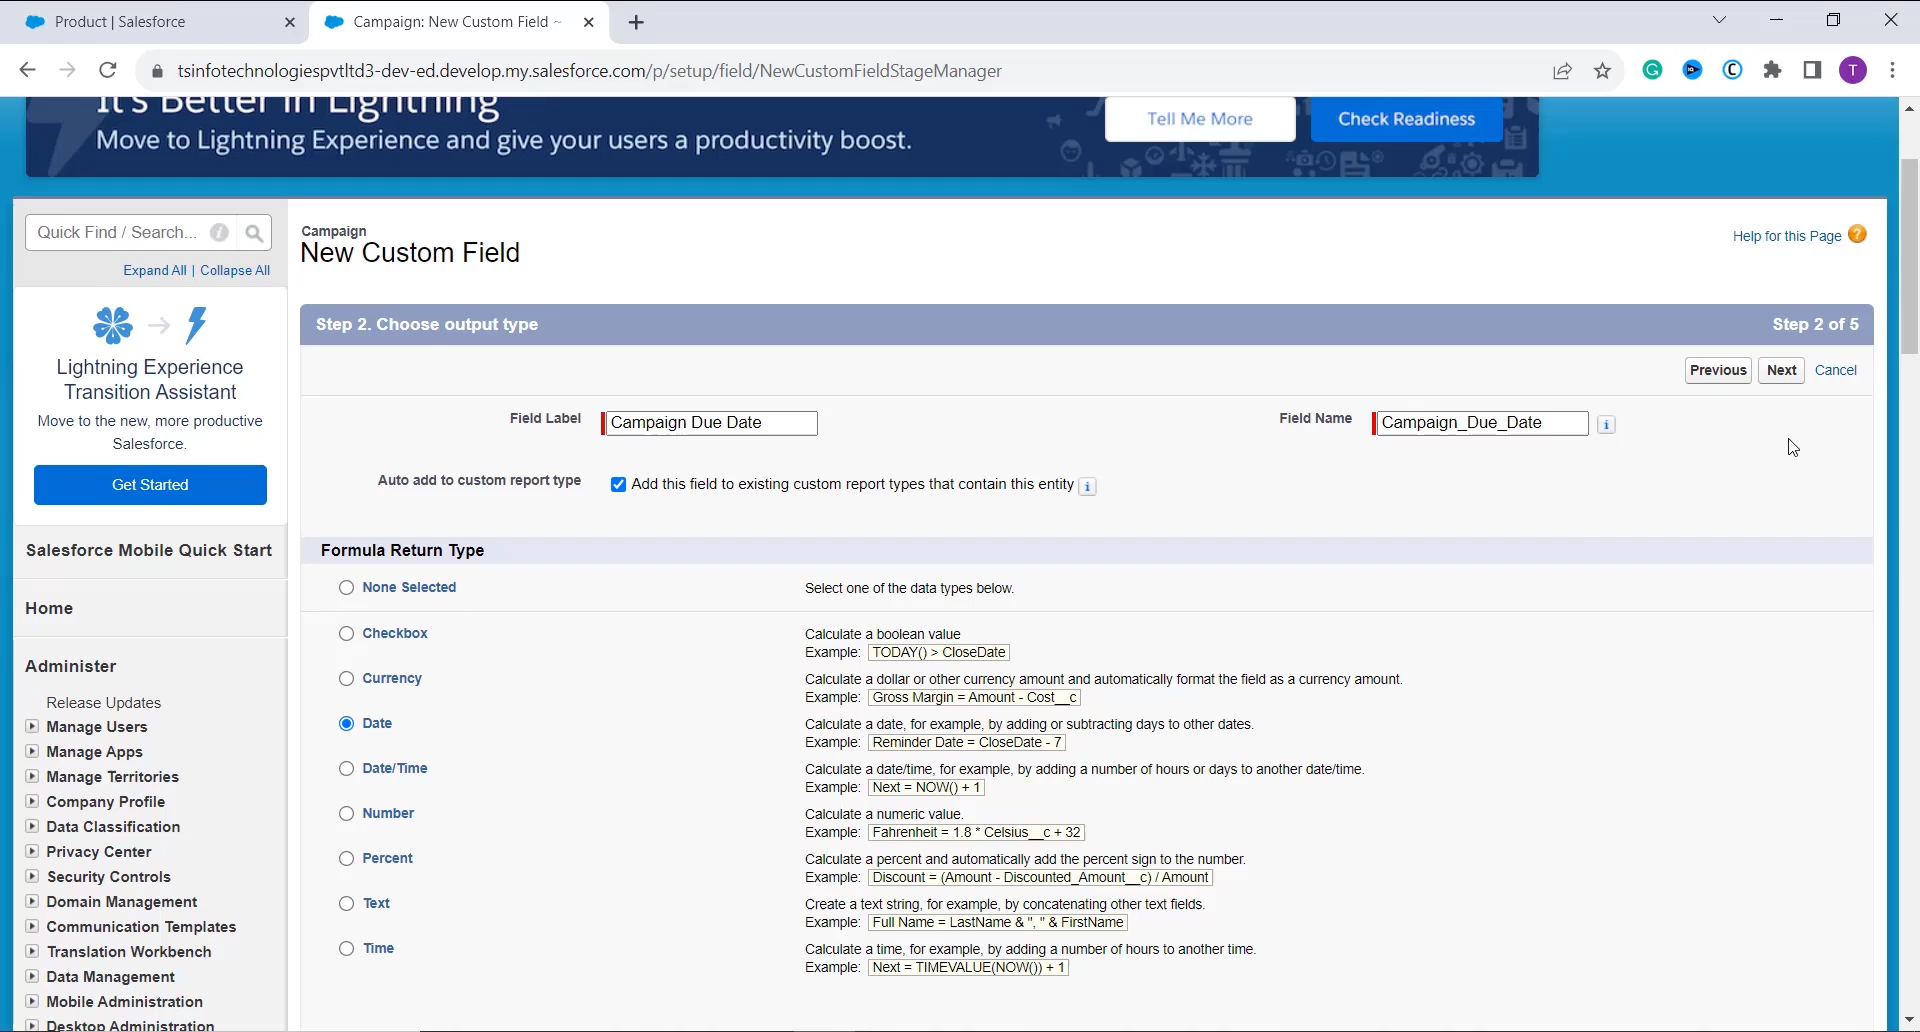 Product | Salesforce
Campaign: New Custom Field ~
tsinfotechnologiespvtltd3-dev-ed.develop.my.salesforce.com/p/setup/field/NewCustomFieldStageManager
T
It's Better in Lightning
Move to Lightning Experience and give your users a productivity boost.
Tell Me More
Check Readiness
Quick Find / Search...
Expand All | Collapse All
Lightning Experience
Transition Assistant
Move to the new, more productive
Salesforce.
Get Started
Salesforce Mobile Quick Start
Home
Administer
Release Updates
Manage Users
Manage Apps
Manage Territories
Company Profile
Data Classification
Privacy Center
Security Controls
Domain Management
Communication Templates
Translation Workbench
Data Management
Mobile Administration
Desktop Administration
Campaign
New Custom Field
Help for this Page ?
Step 2. Choose output type
Step 2 of 5
Previous
Next
Cancel
Field Label
Campaign Due Date
Field Name
Campaign_Due_Date
i
Auto add to custom report type
Add this field to existing custom report types that contain this entity i
Formula Return Type
None Selected
Select one of the data types below.
Checkbox
Calculate a boolean value
Example: TODAY() > CloseDate
Currency
Calculate a dollar or other currency amount and automatically format the field as a currency amount.
Example: Gross Margin = Amount - Cost__c
Date
Calculate a date, for example, by adding or subtracting days to other dates.
Example: Reminder Date = CloseDate - 7
Date/Time
Calculate a date/time, for example, by adding a number of hours or days to another date/time.
Example: Next = NOW() + 1
Number
Calculate a numeric value.
Example: Fahrenheit = 1.8 * Celsius__c + 32
Percent
Calculate a percent and automatically add the percent sign to the number.
Example: Discount = (Amount - Discounted_Amount__c) / Amount
Text
Create a text string, for example, by concatenating other text fields.
Example: Full Name = LastName & ", " & FirstName
Time
Calculate a time, for example, by adding a number of hours to another time.
Example: Next = TIMEVALUE(NOW()) + 1